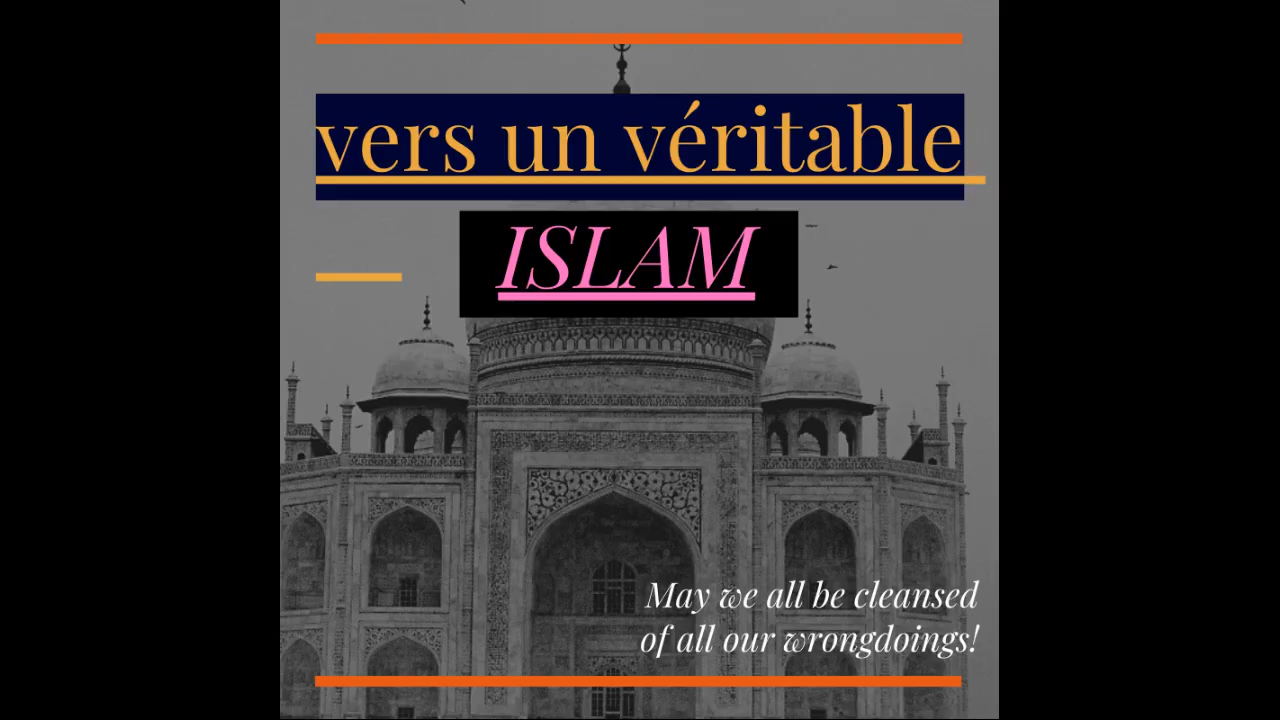 vers un véritable
ISLAM
May we all be cleansed
of all our wrongdoings!